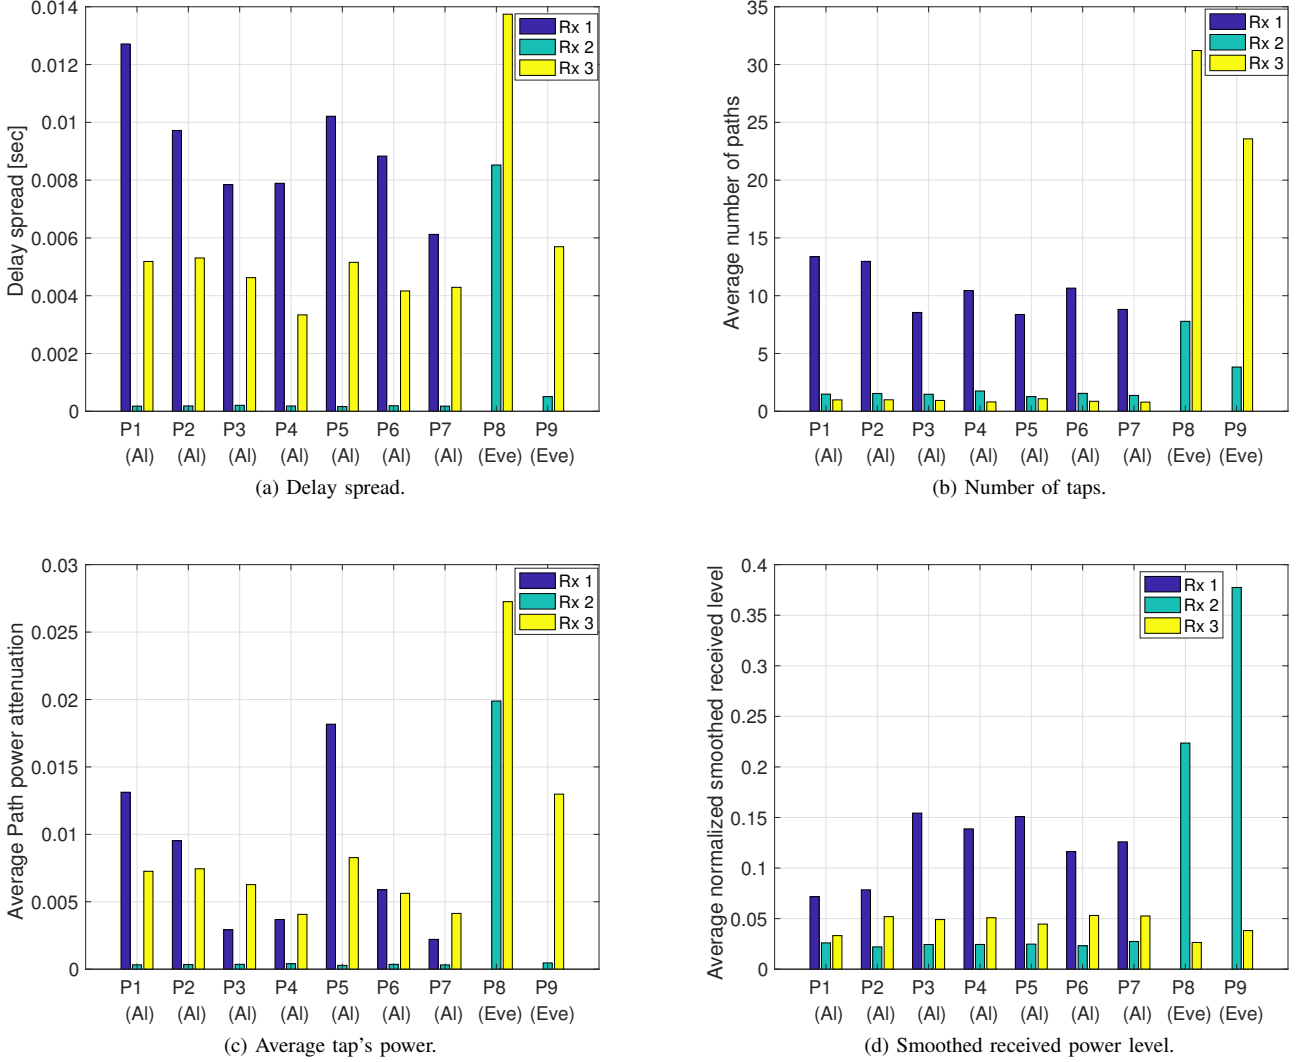 Delay spread [sec]
0.014
0.012
0.01
0.008
0.006
0.004
0.002
0
Rx 1
Rx 2
Rx 3
P1 P2 P3 P4 P5 P6 P7 P8 P9
(Al) (Al) (Al) (Al) (Al) (Al) (Al) (Eve) (Eve)
(a) Delay spread.
Average number of paths
35
30
25
20
15
10
5
0
Rx 1
Rx 2
Rx 3
P1 P2 P3 P4 P5 P6 P7 P8 P9
(Al) (Al) (Al) (Al) (Al) (Al) (Al) (Eve) (Eve)
(b) Number of taps.
Average Path power attenuation
0.03
0.025
0.02
0.015
0.01
0.005
0
Rx 1
Rx 2
Rx 3
P1 P2 P3 P4 P5 P6 P7 P8 P9
(Al) (Al) (Al) (Al) (Al) (Al) (Al) (Eve) (Eve)
(c) Average tap's power.
Average normalized smoothed received level
0.4
0.35
0.3
0.25
0.2
0.15
0.1
0.05
0
Rx 1
Rx 2
Rx 3
P1 P2 P3 P4 P5 P6 P7 P8 P9
(Al) (Al) (Al) (Al) (Al) (Al) (Al) (Eve) (Eve)
(d) Smoothed received power level.